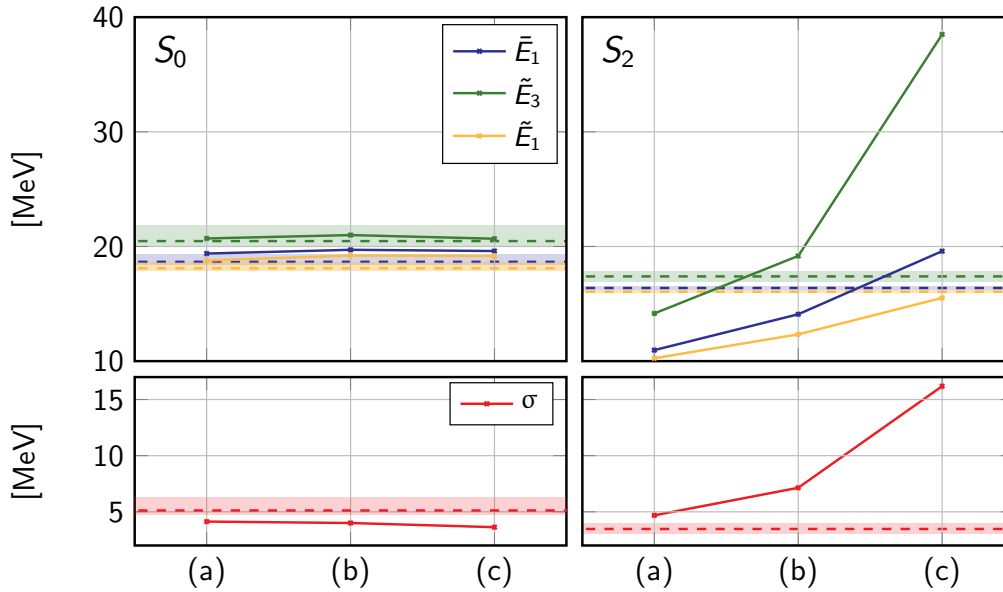 S₀
S₂
40
30
20
10
[MeV]
Ē₁
Ẽ₃
Ẽ₁
15
10
5
[MeV]
σ
(a) (b) (c) (a) (b) (c)